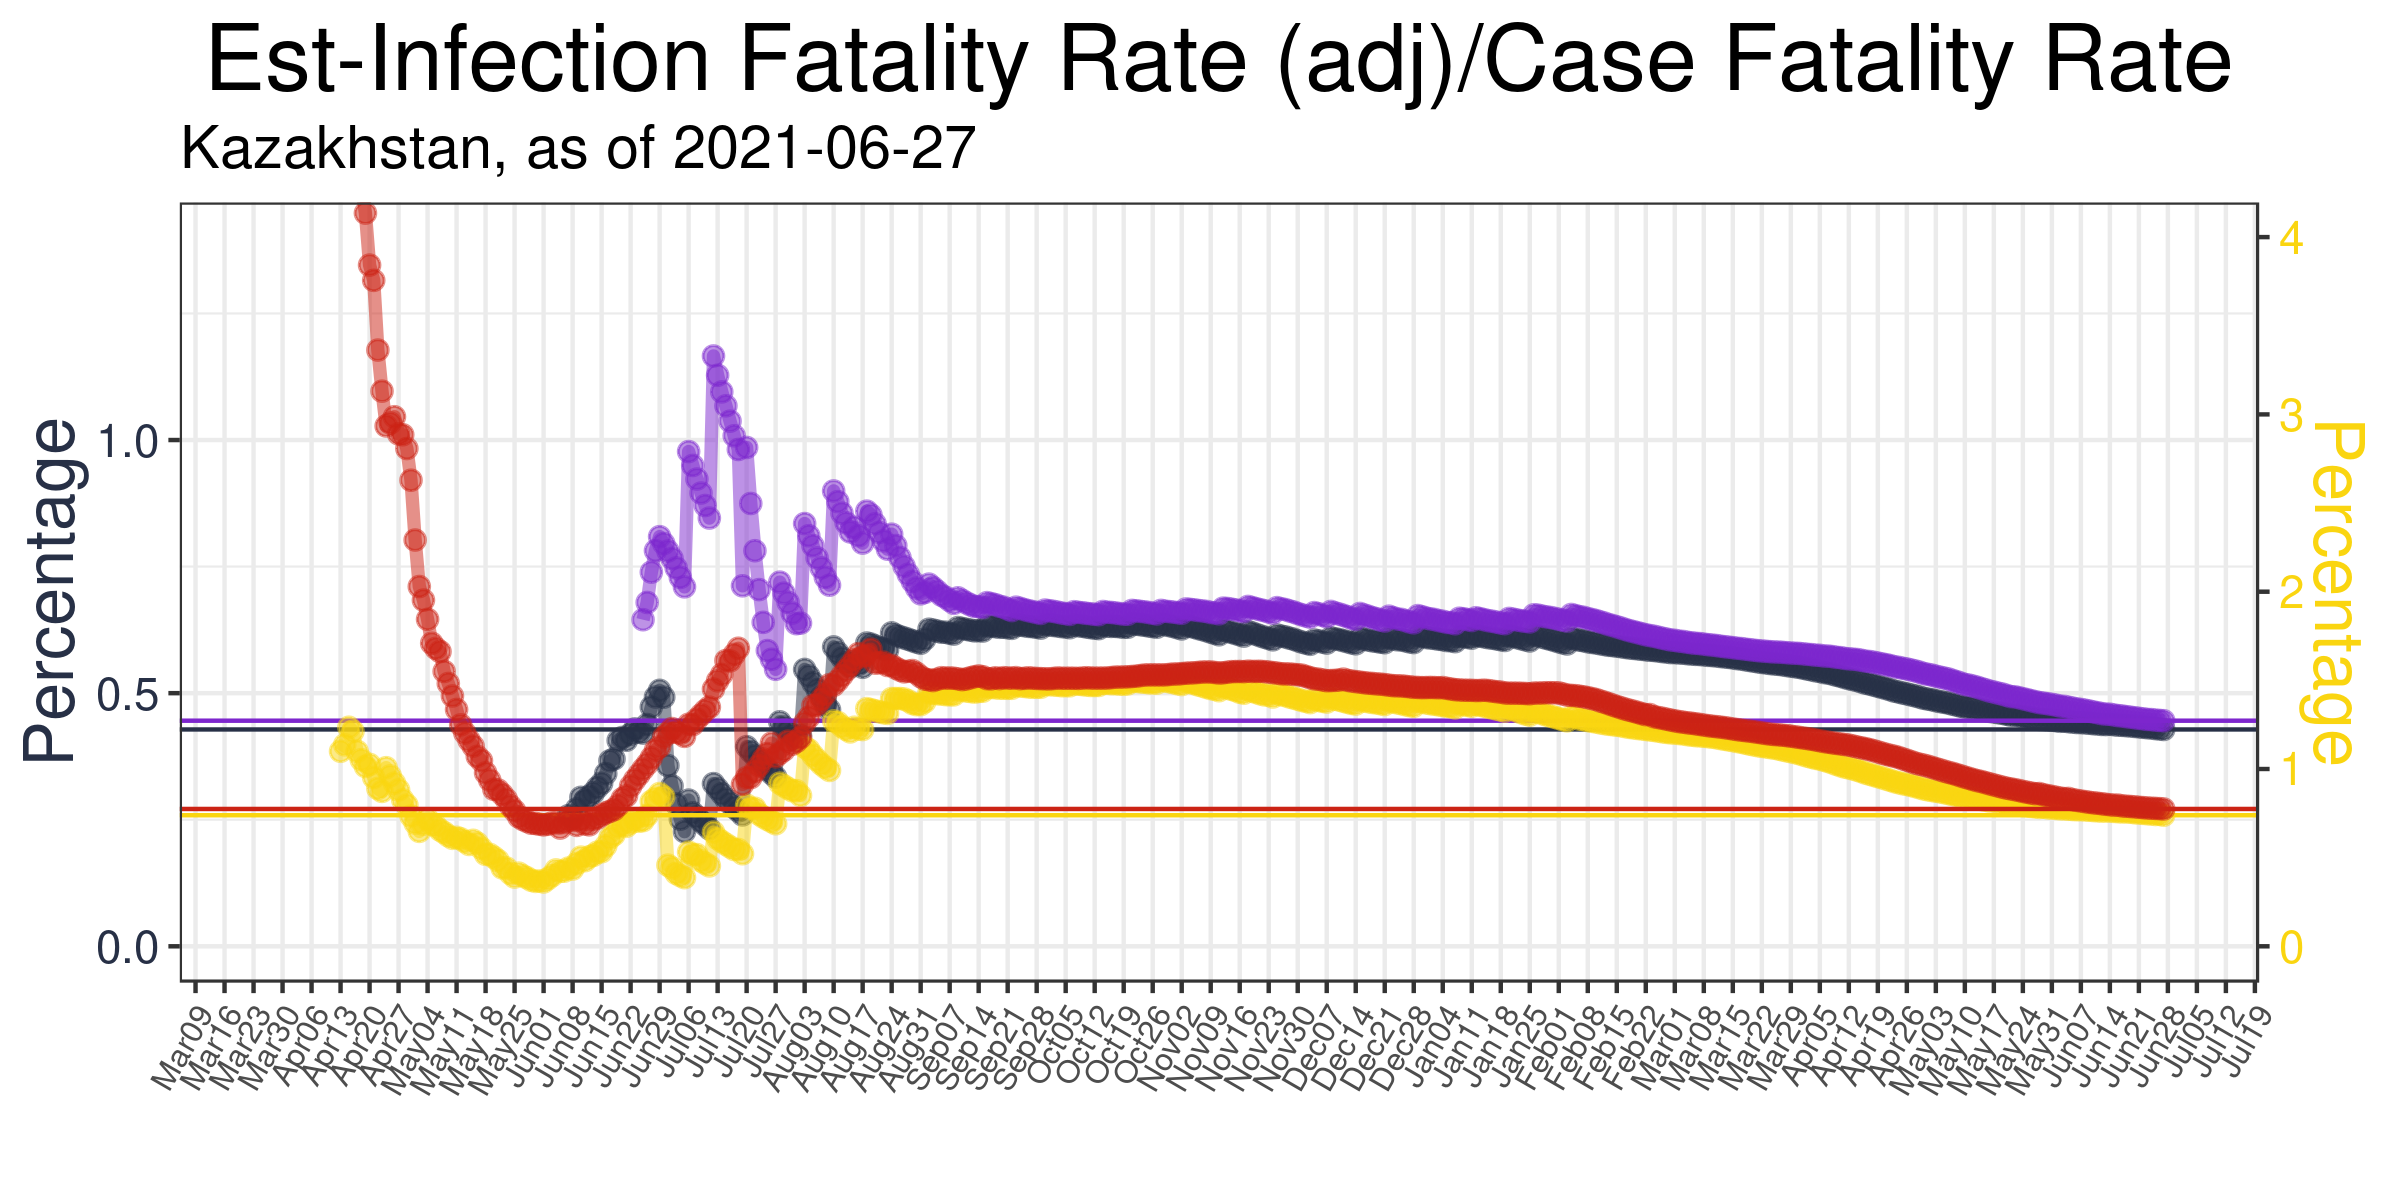 Est-Infection Fatality Rate (adj)/Case Fatality Rate
Kazakhstan, as of 2021-06-27
Percentage
1.0
0.5
0.0
4
3
2
1
0
Percentage
Mar09
Mar16
Mar23
Mar30
Apr06
Apr13
Apr20
Apr27
May04
May11
May18
May25
Jun01
Jun08
Jun15
Jun22
Jun29
Jul06
Jul13
Jul20
Jul27
Aug03
Aug10
Aug17
Aug24
Aug31
Sep07
Sep14
Sep21
Sep28
Oct05
Oct12
Oct19
Oct26
Nov02
Nov09
Nov16
Nov23
Nov30
Dec07
Dec14
Dec21
Dec28
Jan04
Jan11
Jan18
Jan25
Feb01
Feb08
Feb15
Feb22
Mar01
Mar08
Mar15
Mar22
Mar29
Apr05
Apr12
Apr19
Apr26
May03
May10
May17
May24
May31
Jun07
Jun14
Jun21
Jun28
Jul05
Jul12
Jul19